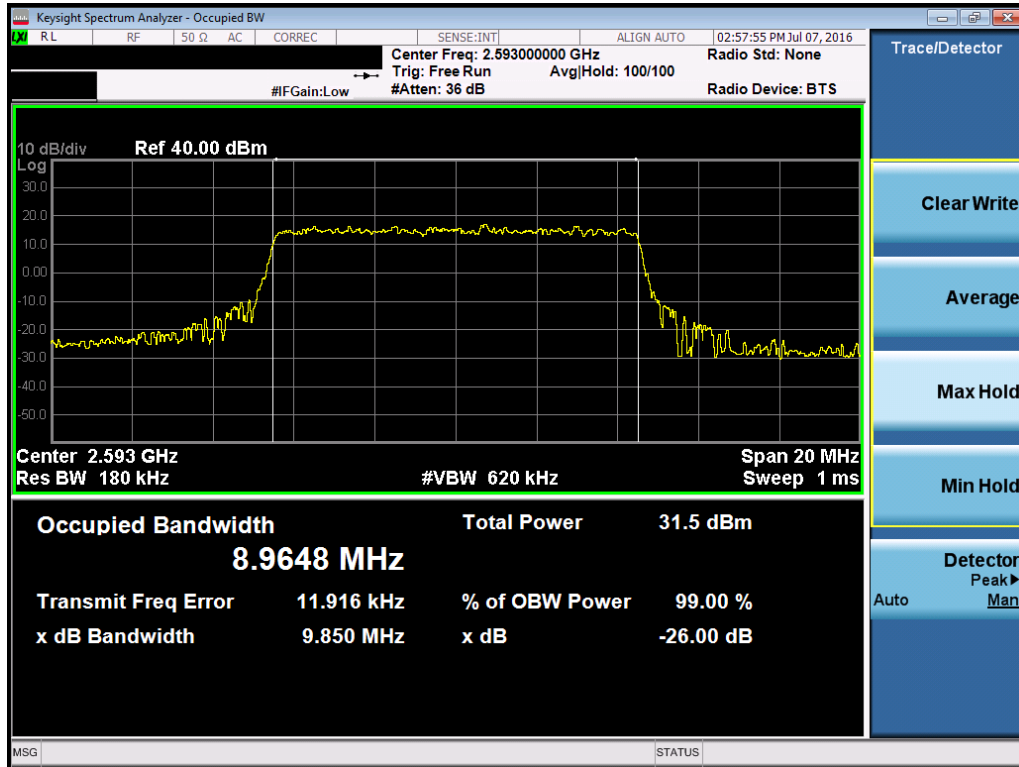 Keysight Spectrum Analyzer - Occupied BW
LXI RL RF 50 Ω AC CORREC SENSE:INT ALIGN AUTO 02:57:55 PM Jul 07, 2016
Center Freq: 2.593000000 GHz Radio Std: None
Trig: Free Run Avg|Hold: 100/100
#IFGain:Low #Atten: 36 dB Radio Device: BTS
10 dB/div Ref 40.00 dBm
Log
30.0
20.0
10.0
0.00
-10.0
-20.0
-30.0
-40.0
-50.0
Center 2.593 GHz Span 20 MHz
Res BW 180 kHz #VBW 620 kHz Sweep 1 ms
Occupied Bandwidth Total Power 31.5 dBm
8.9648 MHz
Transmit Freq Error 11.916 kHz % of OBW Power 99.00 %
x dB Bandwidth 9.850 MHz x dB -26.00 dB
MSG STATUS
Trace/Detector
Clear Write
Average
Max Hold
Min Hold
Detector
Peak▶
Auto Man